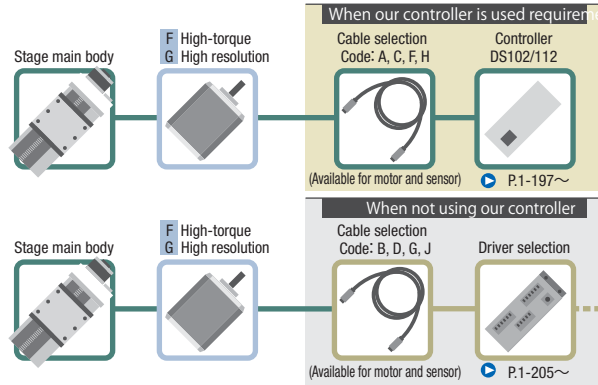 When our controller is used requireme
F High-torque
G High resolution
Cable selection
Code: A, C, F, H
Controller
DS102/112
Stage main body
(Available for motor and sensor)
P.1-197~
When not using our controller
F High-torque
G High resolution
Cable selection
Code: B, D, G, J
Stage main body
Driver selection
(Available for motor and sensor)
P.1-205~